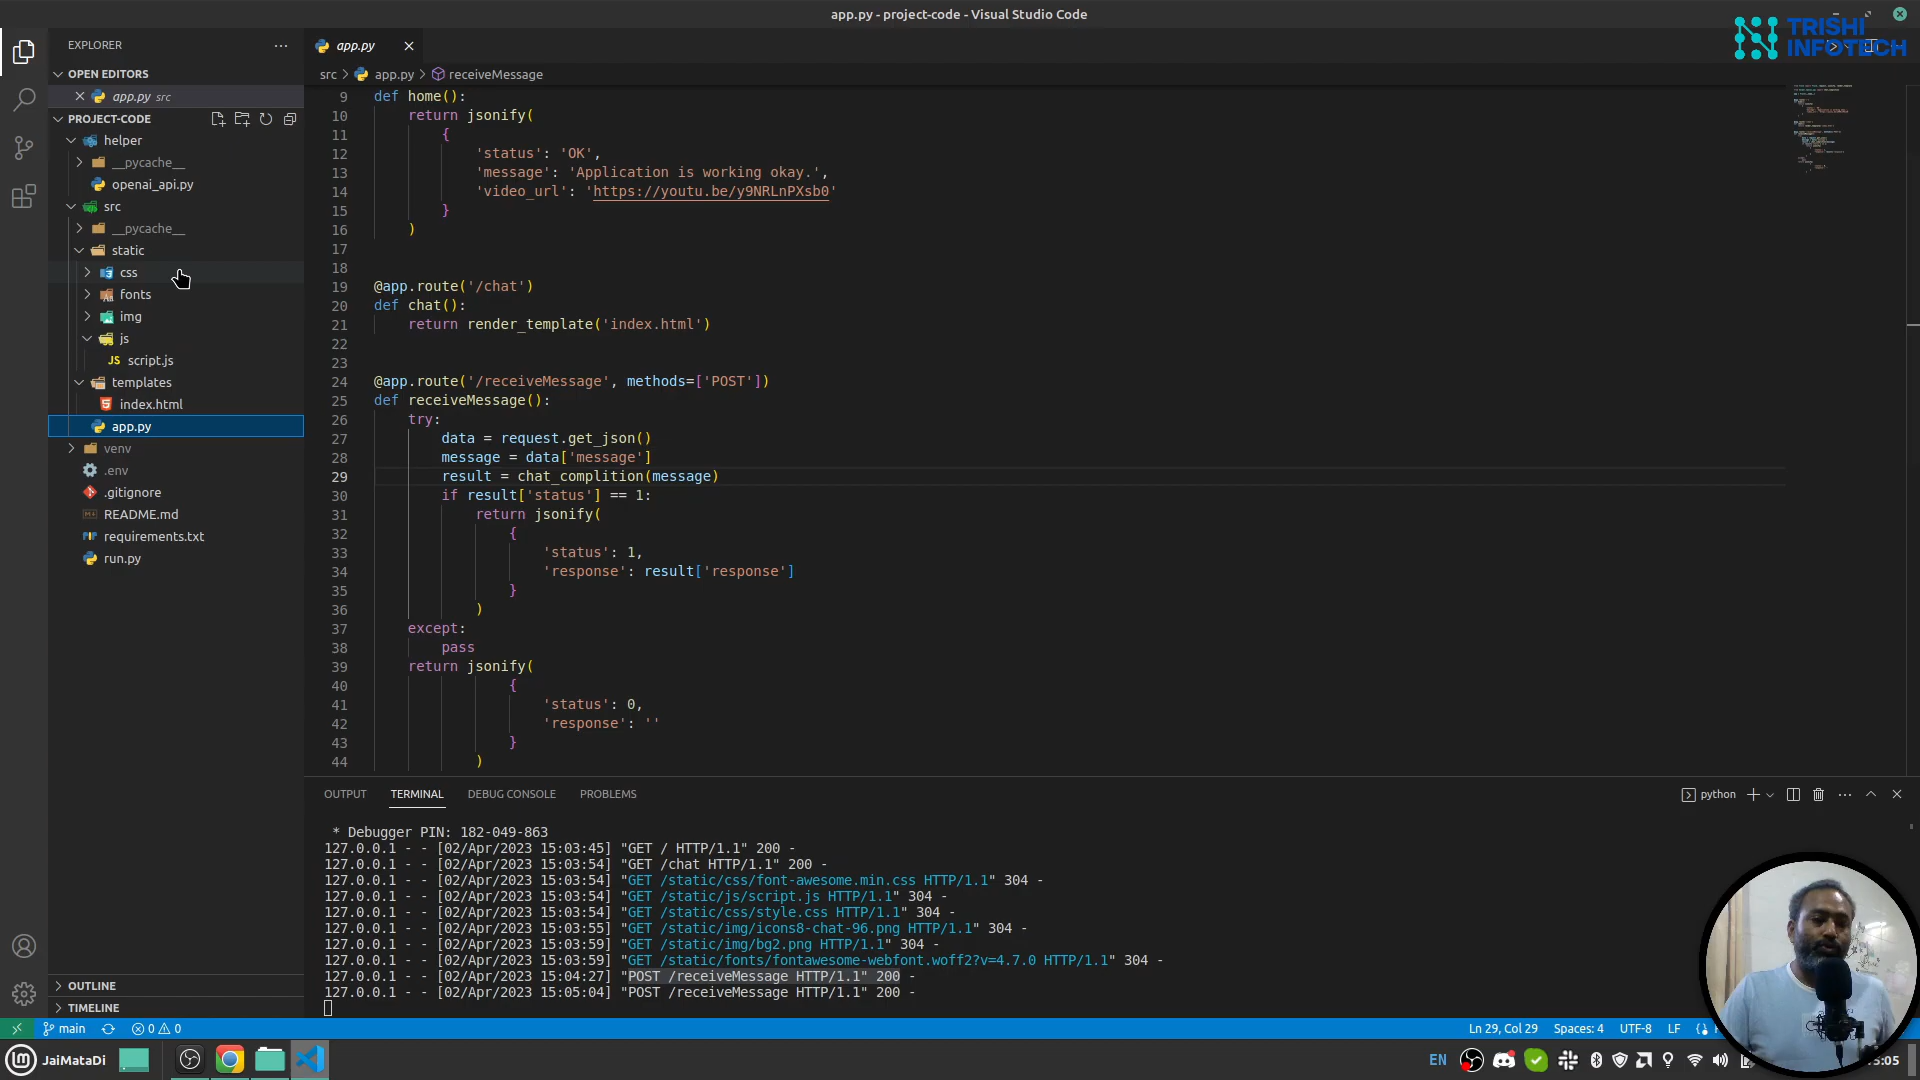 app.py - project-code - Visual Studio Code
TRISHI
INFOTECH
EXPLORER
OPEN EDITORS
app.py src
PROJECT-CODE
helper
__pycache__
openai_api.py
src
__pycache__
static
css
fonts
img
js
JS script.js
templates
index.html
app.py
venv
.env
.gitignore
README.md
requirements.txt
run.py
OUTLINE
TIMELINE
app.py
src > app.py > receiveMessage
9 def home():
10 return jsonify(
11 {
12 'status': 'OK',
13 'message': 'Application is working okay.',
14 'video_url': 'https://youtu.be/y9NRLnPXsb0'
15 }
16 )
17
18
19 @app.route('/chat')
20 def chat():
21 return render_template('index.html')
22
23
24 @app.route('/receiveMessage', methods=['POST'])
25 def receiveMessage():
26 try:
27 data = request.get_json()
28 message = data['message']
29 result = chat_complition(message)
30 if result['status'] == 1:
31 return jsonify(
32 {
33 'status': 1,
34 'response': result['response']
35 }
36 )
37 except:
38 pass
39 return jsonify(
40 {
41 'status': 0,
42 'response': ''
43 }
44 )
OUTPUT TERMINAL DEBUG CONSOLE PROBLEMS
python
* Debugger PIN: 182-049-863
127.0.0.1 - - [02/Apr/2023 15:03:45] "GET / HTTP/1.1" 200 -
127.0.0.1 - - [02/Apr/2023 15:03:54] "GET /chat HTTP/1.1" 200 -
127.0.0.1 - - [02/Apr/2023 15:03:54] "GET /static/css/font-awesome.min.css HTTP/1.1" 304 -
127.0.0.1 - - [02/Apr/2023 15:03:54] "GET /static/js/script.js HTTP/1.1" 304 -
127.0.0.1 - - [02/Apr/2023 15:03:54] "GET /static/css/style.css HTTP/1.1" 304 -
127.0.0.1 - - [02/Apr/2023 15:03:55] "GET /static/img/icons8-chat-96.png HTTP/1.1" 304 -
127.0.0.1 - - [02/Apr/2023 15:03:59] "GET /static/img/bg2.png HTTP/1.1" 304 -
127.0.0.1 - - [02/Apr/2023 15:03:59] "GET /static/fonts/fontawesome-webfont.woff2?v=4.7.0 HTTP/1.1" 304 -
127.0.0.1 - - [02/Apr/2023 15:04:27] "POST /receiveMessage HTTP/1.1" 200 -
127.0.0.1 - - [02/Apr/2023 15:05:04] "POST /receiveMessage HTTP/1.1" 200 -
main 0 0 Ln 29, Col 29 Spaces: 4 UTF-8 LF
JaiMataDi EN :05